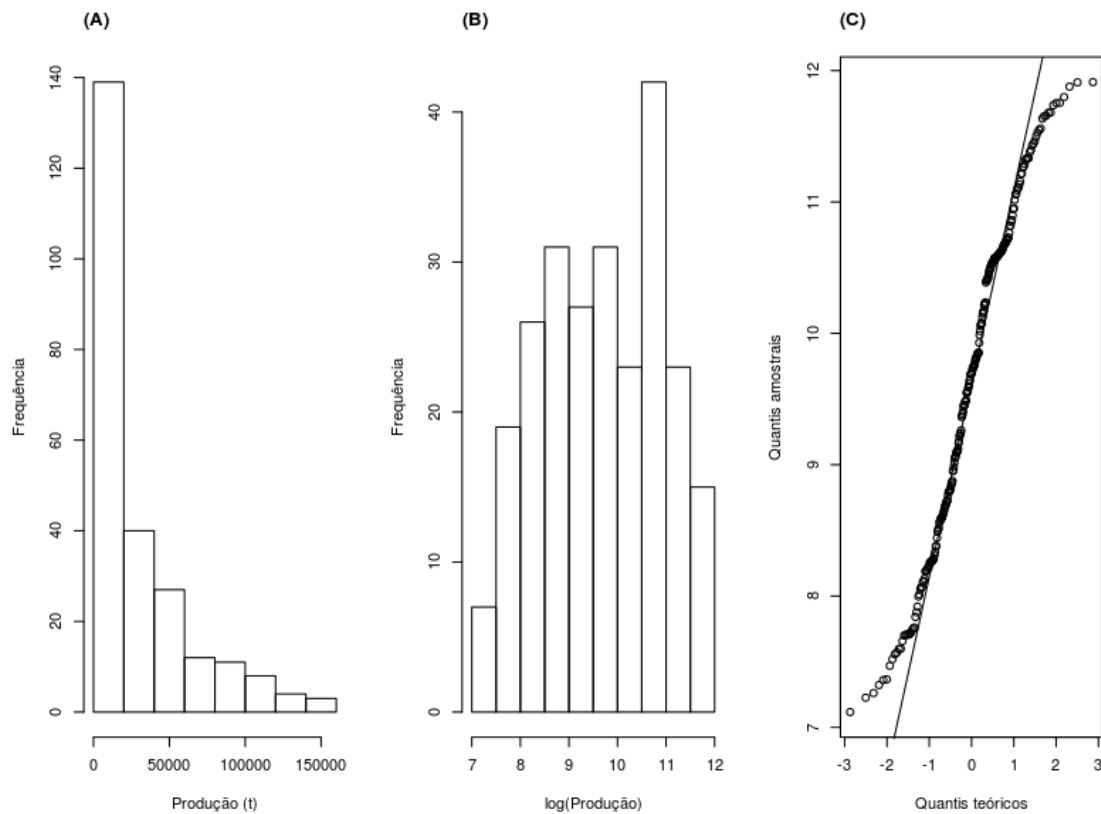 (A)
Frequência
140
120
100
80
60
40
20
0
0 50000 100000 150000
Produção (t)
(B)
Frequência
40
30
20
10
0
7 8 9 10 11 12
log(Produção)
(C)
Quantis amostrais
12
11
10
9
8
7
-3 -2 -1 0 1 2 3
Quantis teóricos